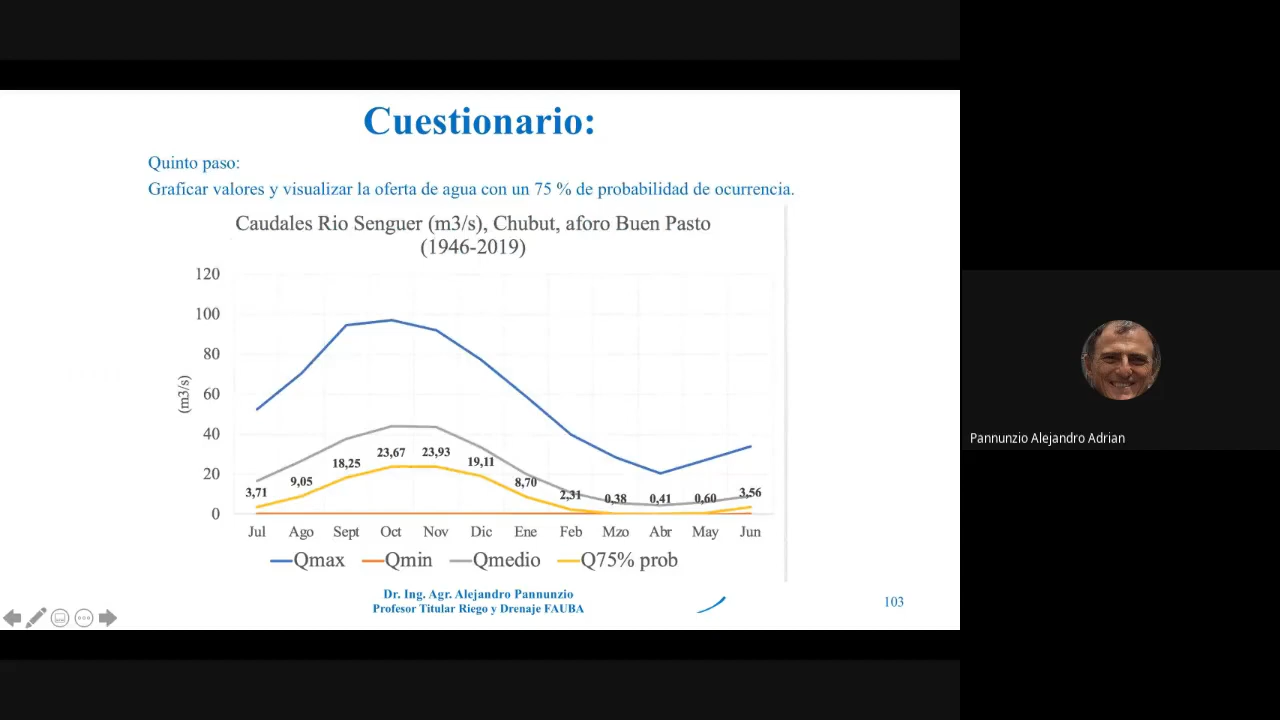 Cuestionario:
Quinto paso:
Graficar valores y visualizar la oferta de agua con un 75 % de probabilidad de ocurrencia.
Caudales Rio Senguer (m3/s), Chubut, aforo Buen Pasto
(1946-2019)
120
100
80
60
40
20
0
(m3/s)
3,71 9,05 18,25 23,67 23,93 19,11 8,70 2,31 0,38 0,41 0,60 3,56
Jul Ago Sept Oct Nov Dic Ene Feb Mzo Abr May Jun
Qmax Qmin Qmedio Q75% prob
Dr. Ing. Agr. Alejandro Pannunzio
Profesor Titular Riego y Drenaje FAUBA
103
Pannunzio Alejandro Adrian